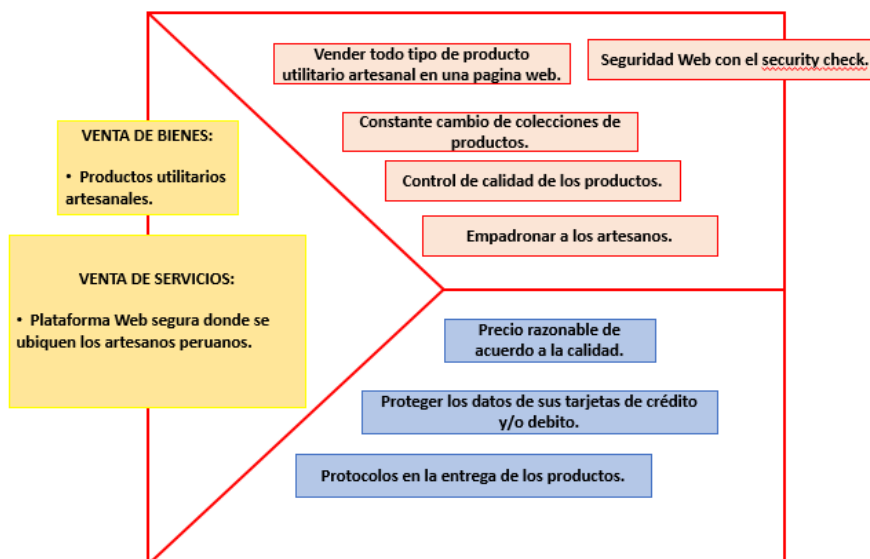 Vender todo tipo de producto
utilitario artesanal en una pagina web.
Seguridad Web con el security check.
Constante cambio de colecciones de
productos.
Control de calidad de los productos.
Empadronar a los artesanos.
VENTA DE BIENES:
• Productos utilitarios
artesanales.
VENTA DE SERVICIOS:
• Plataforma Web segura donde se
ubiquen los artesanos peruanos.
Precio razonable de
acuerdo a la calidad.
Proteger los datos de sus tarjetas de crédito
y/o debito.
Protocolos en la entrega de los productos.